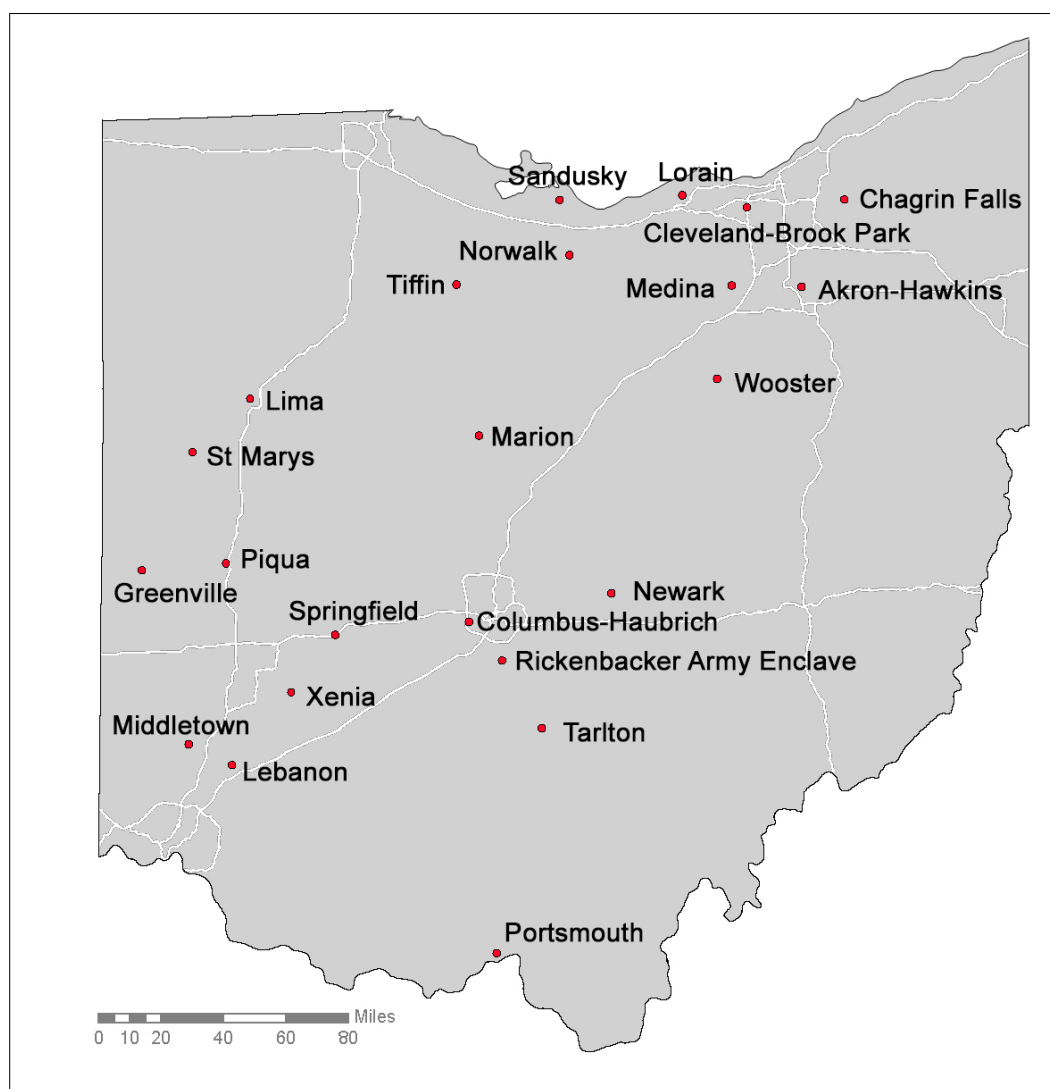 Sandusky
Lorain
Chagrin Falls
Cleveland-Brook Park
Norwalk
Tiffin
Medina
Akron-Hawkins
Wooster
Lima
Marion
St Marys
Piqua
Greenville
Newark
Springfield
Columbus-Haubrich
Rickenbacker Army Enclave
Xenia
Middletown
Tarlton
Lebanon
Portsmouth
Miles
0 10 20 40 60 80